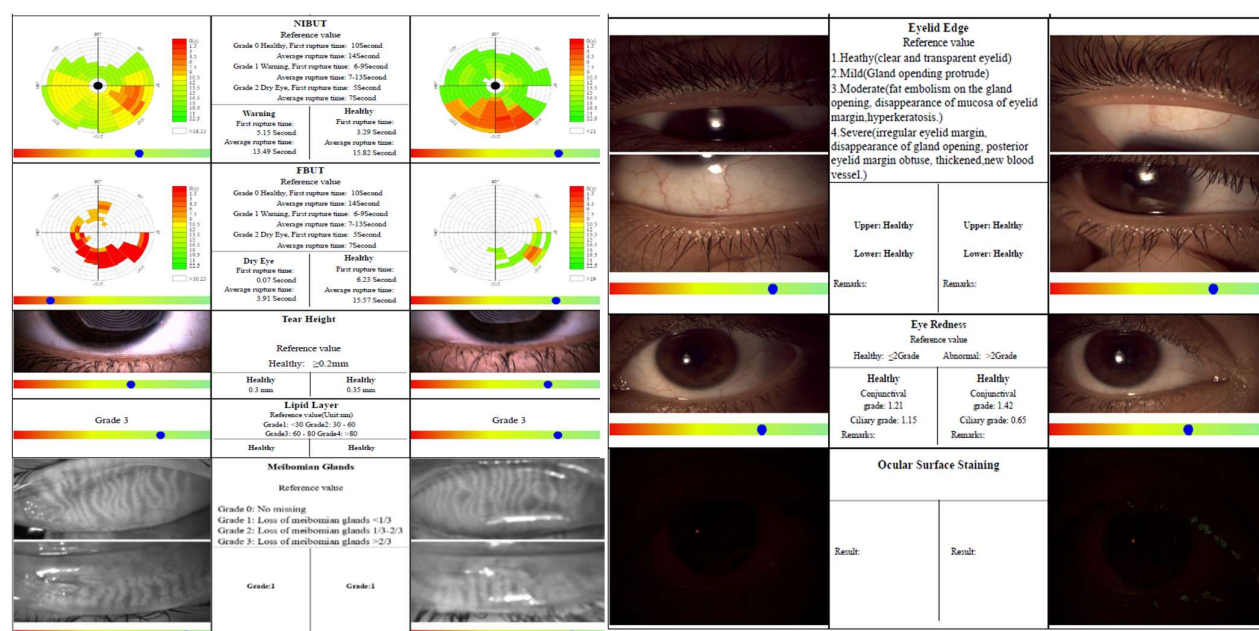 NIBUT
Reference value
Grade 0 Healthy, First rupture time: 10Second
Average rupture time: 14Second
Grade 1 Warning, First rupture time: 6-9Second
Average rupture time: 7-13Second
Grade 2 Dry Eye, First rupture time: 5Second
Average rupture time: 7Second
Warning
First rupture time:
5.15 Second
Average rupture time:
13.49 Second
Healthy
First rupture time:
3.29 Second
Average rupture time:
15.82 Second
FBUT
Reference value
Grade 0 Healthy, First rupture time: 10Second
Average rupture time: 14Second
Grade 1 Warning, First rupture time: 6-9Second
Average rupture time: 7-13Second
Grade 2 Dry Eye, First rupture time: 5Second
Average rupture time: 7Second
Dry Eye
First rupture time:
0.07 Second
Average rupture time:
3.91 Second
Healthy
First rupture time:
6.23 Second
Average rupture time:
15.57 Second
Tear Height
Reference value
Healthy: ≥0.2mm
Healthy
0.3 mm
Healthy
0.35 mm
Grade 3
Lipid Layer
Reference value(Unit:nm)
Grade1: <30 Grade2: 30 - 60
Grade3: 60 - 80 Grade4: >80
Healthy
Healthy
Grade 3
Meibomian Glands
Reference value
Grade 0: No missing
Grade 1: Loss of meibomian glands <1/3
Grade 2: Loss of meibomian glands 1/3-2/3
Grade 3: Loss of meibomian glands >2/3
Grade:1
Grade:1
Eyelid Edge
Reference value
1.Heathy(clear and transparent eyelid)
2.Mild(Gland opending protrude)
3.Moderate(fat embolism on the gland
opening, disappearance of mucosa of eyelid
margin,hyperkeratosis.)
4.Severe(irregular eyelid margin,
disappearance of gland opening, posterior
eyelid margin obtuse, thickened,new blood
vessel.)
Upper: Healthy
Lower: Healthy
Remarks:
Upper: Healthy
Lower: Healthy
Remarks:
Eye Redness
Reference value
Healthy: ≤2Grade Abnormal: >2Grade
Healthy
Conjunctival
grade: 1.21
Ciliary grade: 1.15
Remarks:
Healthy
Conjunctival
grade: 1.42
Ciliary grade: 0.65
Remarks:
Ocular Surface Staining
Result:
Result: